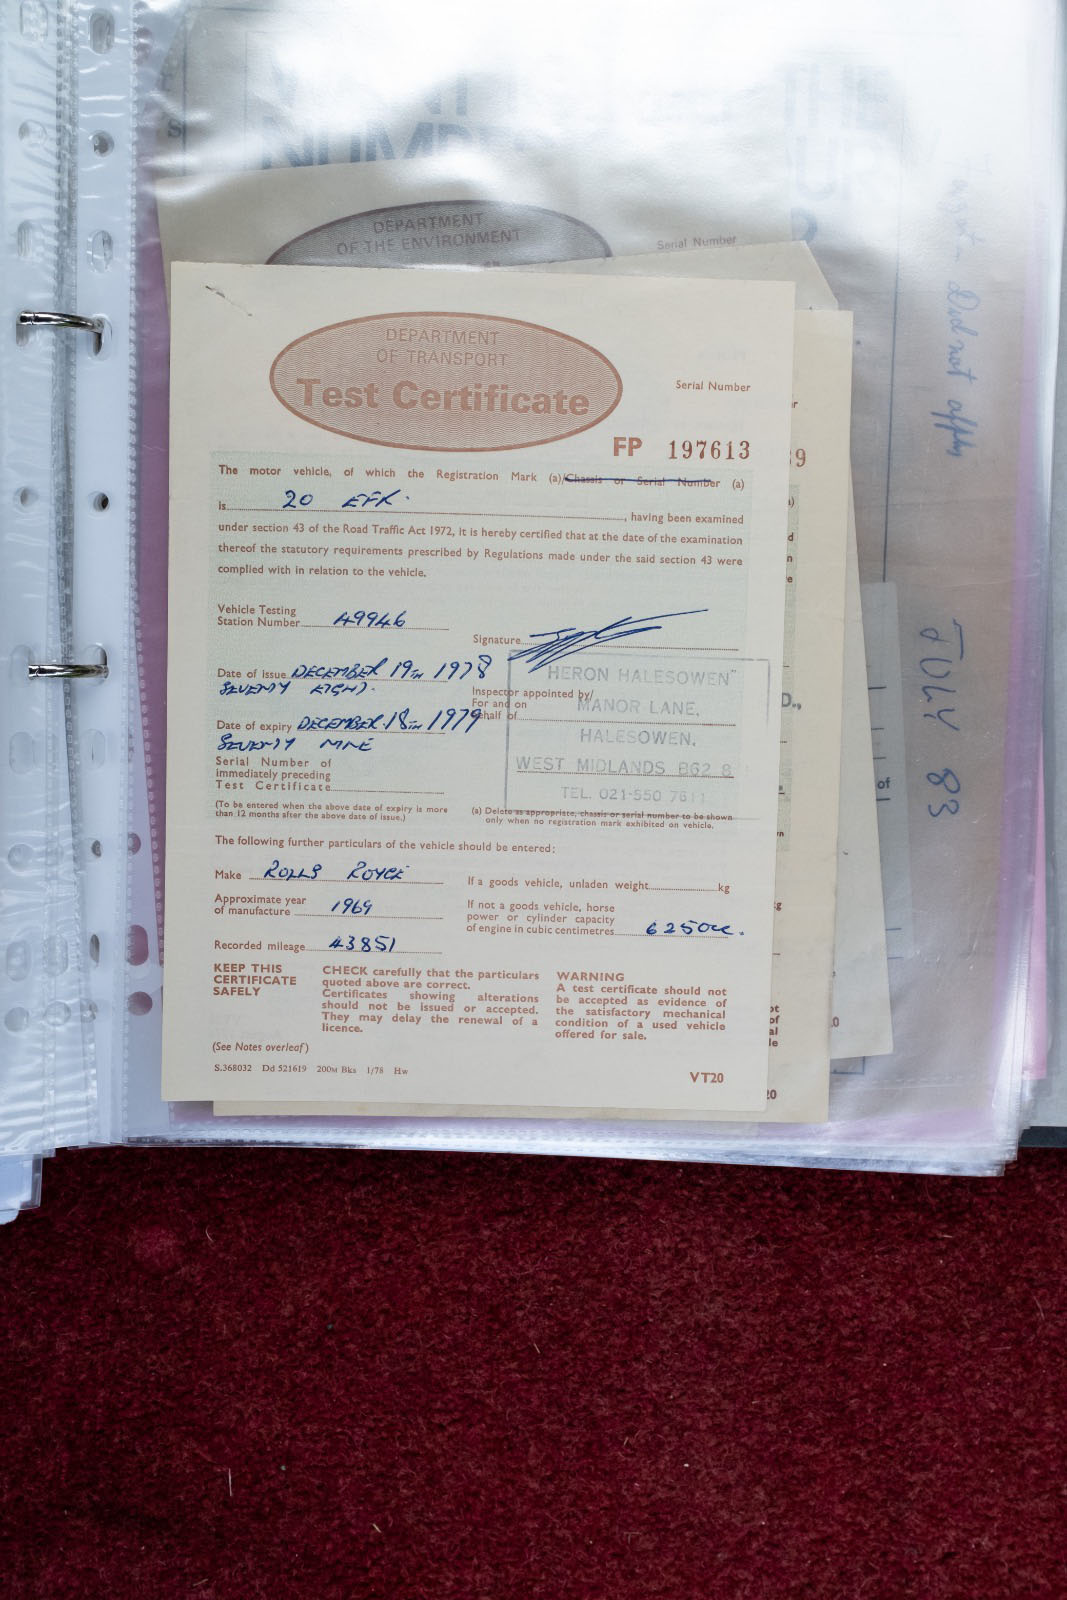 NUMBE
DEPARTMENT
OF THE ENVIRONMENT
Serial Number
DEPARTMENT
OF TRANSPORT
Test Certificate
Serial Number
FP 197613
9
The motor vehicle, of which the Registration Mark (a)/Chassis or Serial Number (a)
is 20 EFK. , having been examined
under section 43 of the Road Traffic Act 1972, it is hereby certified that at the date of the examination
thereof the statutory requirements prescribed by Regulations made under the said section 43 were
complied with in relation to the vehicle.
Vehicle Testing
Station Number A9946
Signature
Date of issue DECEMBER 19TH 1978
SEVENTY EIGHT.
Inspector appointed by/
For and on
behalf of
HERON HALESOWEN
MANOR LANE,
HALESOWEN,
WEST MIDLANDS B62 8
TEL. 021-550 7611
Date of expiry DECEMBER 18TH 1979
SEVENTY NINE
Serial Number of
immediately preceding
Test Certificate
(To be entered when the above date of expiry is more
than 12 months after the above date of issue.)
(a) Delete as appropriate, chassis or serial number to be shown
only when no registration mark exhibited on vehicle.
The following further particulars of the vehicle should be entered:
Make ROLLS ROYCE
If a goods vehicle, unladen weight kg
Approximate year
of manufacture 1969
If not a goods vehicle, horse
power or cylinder capacity
of engine in cubic centimetres 6250cc.
Recorded mileage 43851
KEEP THIS
CERTIFICATE
SAFELY
CHECK carefully that the particulars
quoted above are correct.
Certificates showing alterations
should not be issued or accepted.
They may delay the renewal of a
licence.
WARNING
A test certificate should not
be accepted as evidence of
the satisfactory mechanical
condition of a used vehicle
offered for sale.
(See Notes overleaf)
S.368032 Dd 521619 200M Bks 1/78 Hw
VT20
Did not apply
JULY 83
of